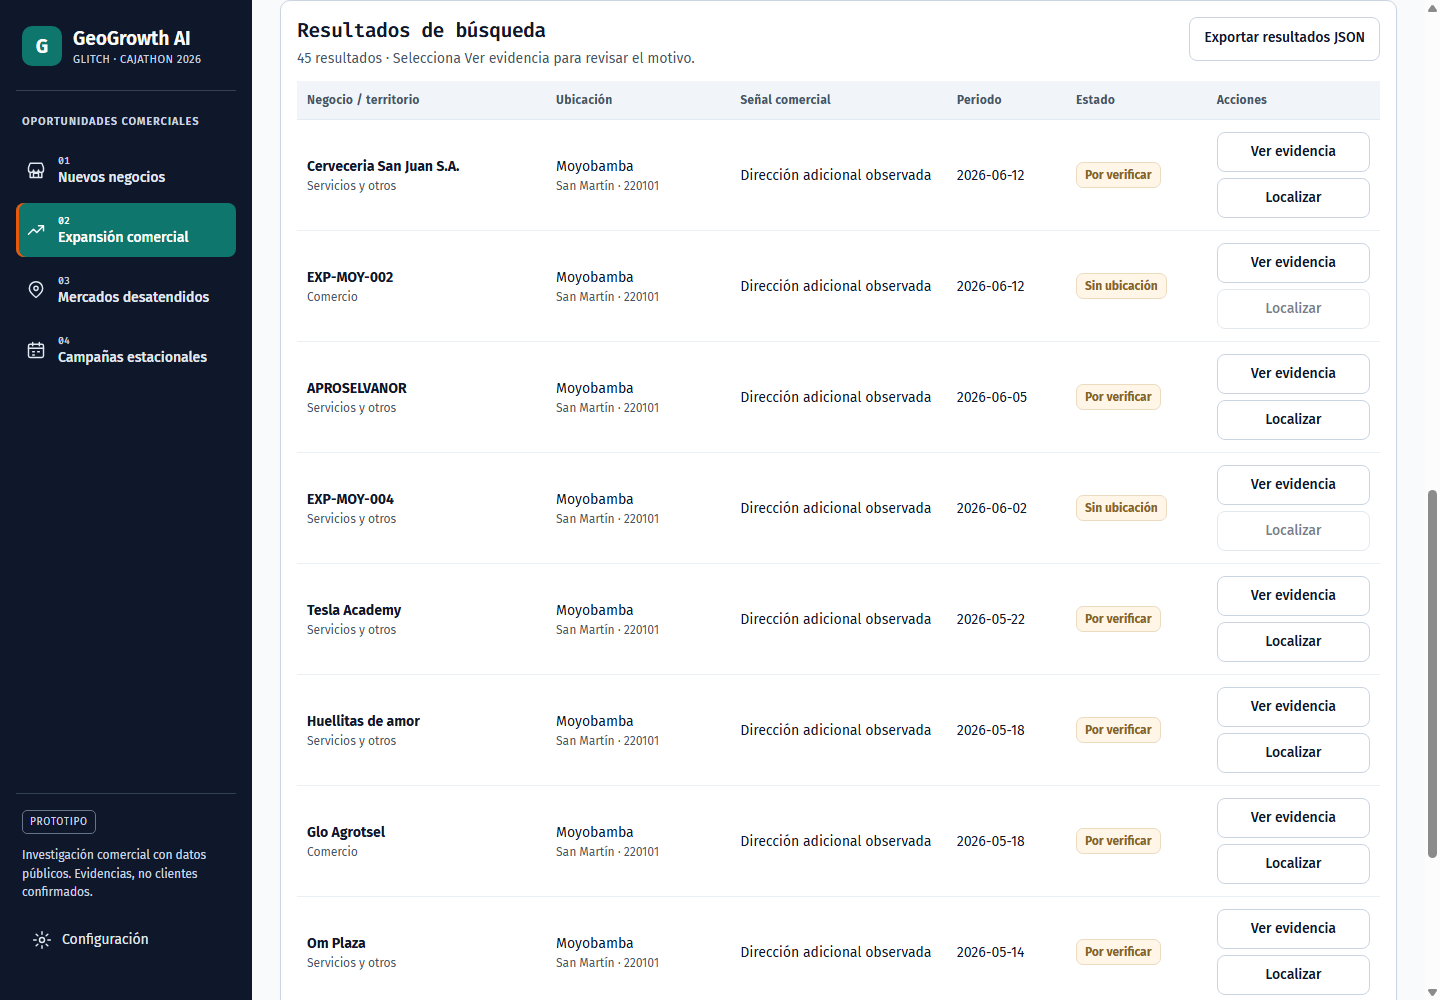 G
GeoGrowth AI
GLITCH · CAJATHON 2026
OPORTUNIDADES COMERCIALES
01
Nuevos negocios
02
Expansión comercial
03
Mercados desatendidos
04
Campañas estacionales
PROTOTIPO
Investigación comercial con datos
públicos. Evidencias, no clientes
confirmados.
Configuración
Resultados de búsqueda
45 resultados · Selecciona Ver evidencia para revisar el motivo.
Exportar resultados JSON
Negocio / territorio Ubicación Señal comercial Periodo Estado Acciones
Cerveceria San Juan S.A.
Servicios y otros
Moyobamba
San Martín · 220101
Dirección adicional observada
2026-06-12
Por verificar
Ver evidencia
Localizar
EXP-MOY-002
Comercio
Moyobamba
San Martín · 220101
Dirección adicional observada
2026-06-12
Sin ubicación
Ver evidencia
Localizar
APROSELVANOR
Servicios y otros
Moyobamba
San Martín · 220101
Dirección adicional observada
2026-06-05
Por verificar
Ver evidencia
Localizar
EXP-MOY-004
Servicios y otros
Moyobamba
San Martín · 220101
Dirección adicional observada
2026-06-02
Sin ubicación
Ver evidencia
Localizar
Tesla Academy
Servicios y otros
Moyobamba
San Martín · 220101
Dirección adicional observada
2026-05-22
Por verificar
Ver evidencia
Localizar
Huellitas de amor
Servicios y otros
Moyobamba
San Martín · 220101
Dirección adicional observada
2026-05-18
Por verificar
Ver evidencia
Localizar
Glo Agrotsel
Comercio
Moyobamba
San Martín · 220101
Dirección adicional observada
2026-05-18
Por verificar
Ver evidencia
Localizar
Om Plaza
Servicios y otros
Moyobamba
San Martín · 220101
Dirección adicional observada
2026-05-14
Por verificar
Ver evidencia
Localizar